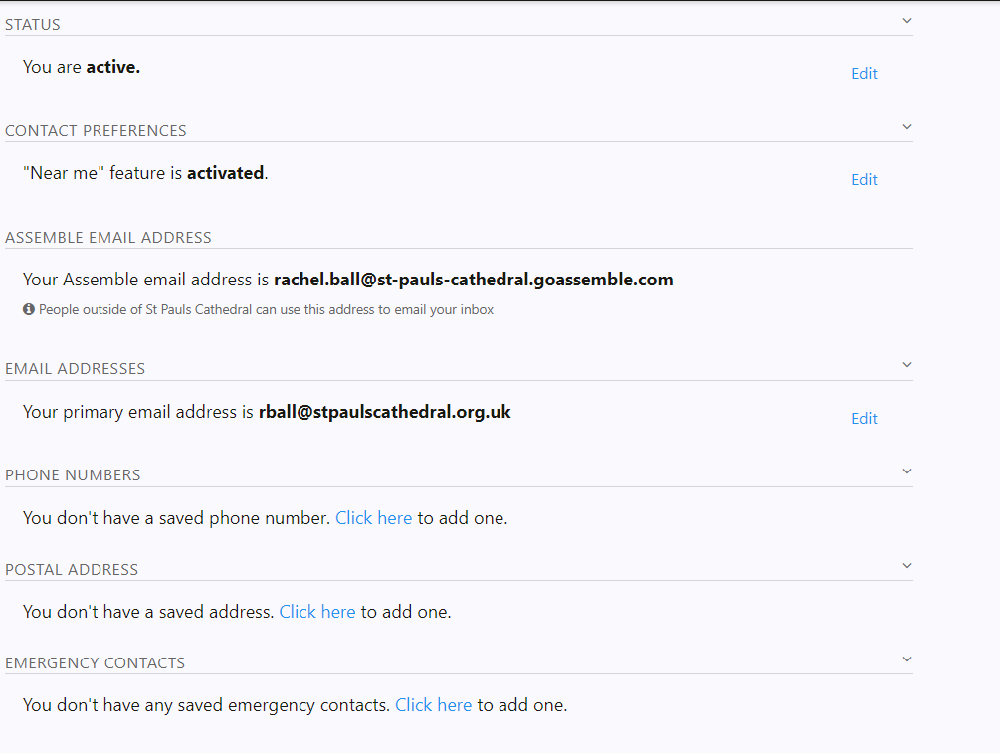 STATUS
You are active.
Edit
CONTACT PREFERENCES
"Near me" feature is activated.
Edit
ASSEMBLE EMAIL ADDRESS
Your Assemble email address is rachel.ball@st-pauls-cathedral.goassemble.com
People outside of St Pauls Cathedral can use this address to email your inbox
EMAIL ADDRESSES
Your primary email address is rball@stpaulscathedral.org.uk
Edit
PHONE NUMBERS
You don't have a saved phone number. Click here to add one.
POSTAL ADDRESS
You don't have a saved address. Click here to add one.
EMERGENCY CONTACTS
You don't have any saved emergency contacts. Click here to add one.